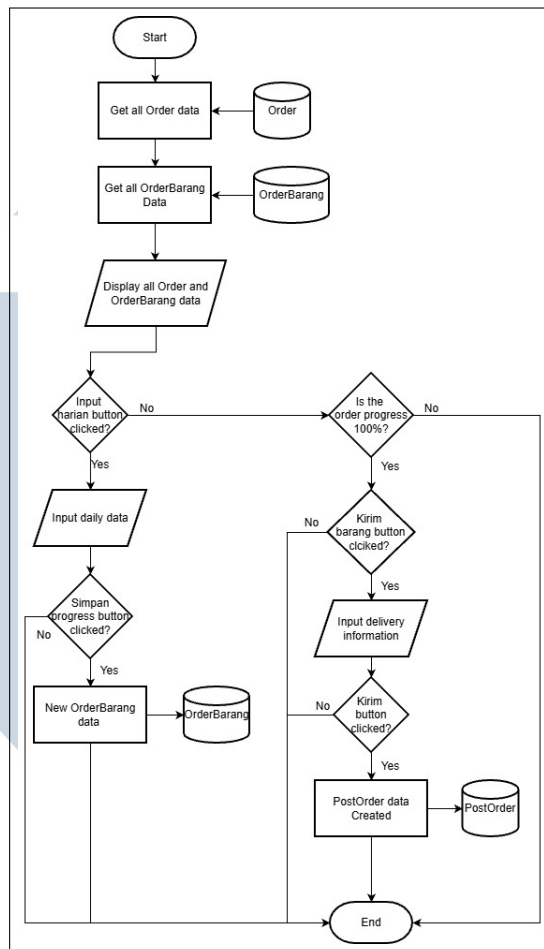 Start
Get all Order data
Order
Get all OrderBarang
Data
OrderBarang
Display all Order and
OrderBarang data
Input
harian button
clicked?
No
Is the
order progress
100%?
No
Yes
Yes
Input daily data
No
Kirim
barang button
clciked?
Yes
Simpan
progress button
clicked?
No
Input delivery
information
Yes
New OrderBarang
data
OrderBarang
No
Kirim
button
clicked?
Yes
PostOrder data
Created
PostOrder
End